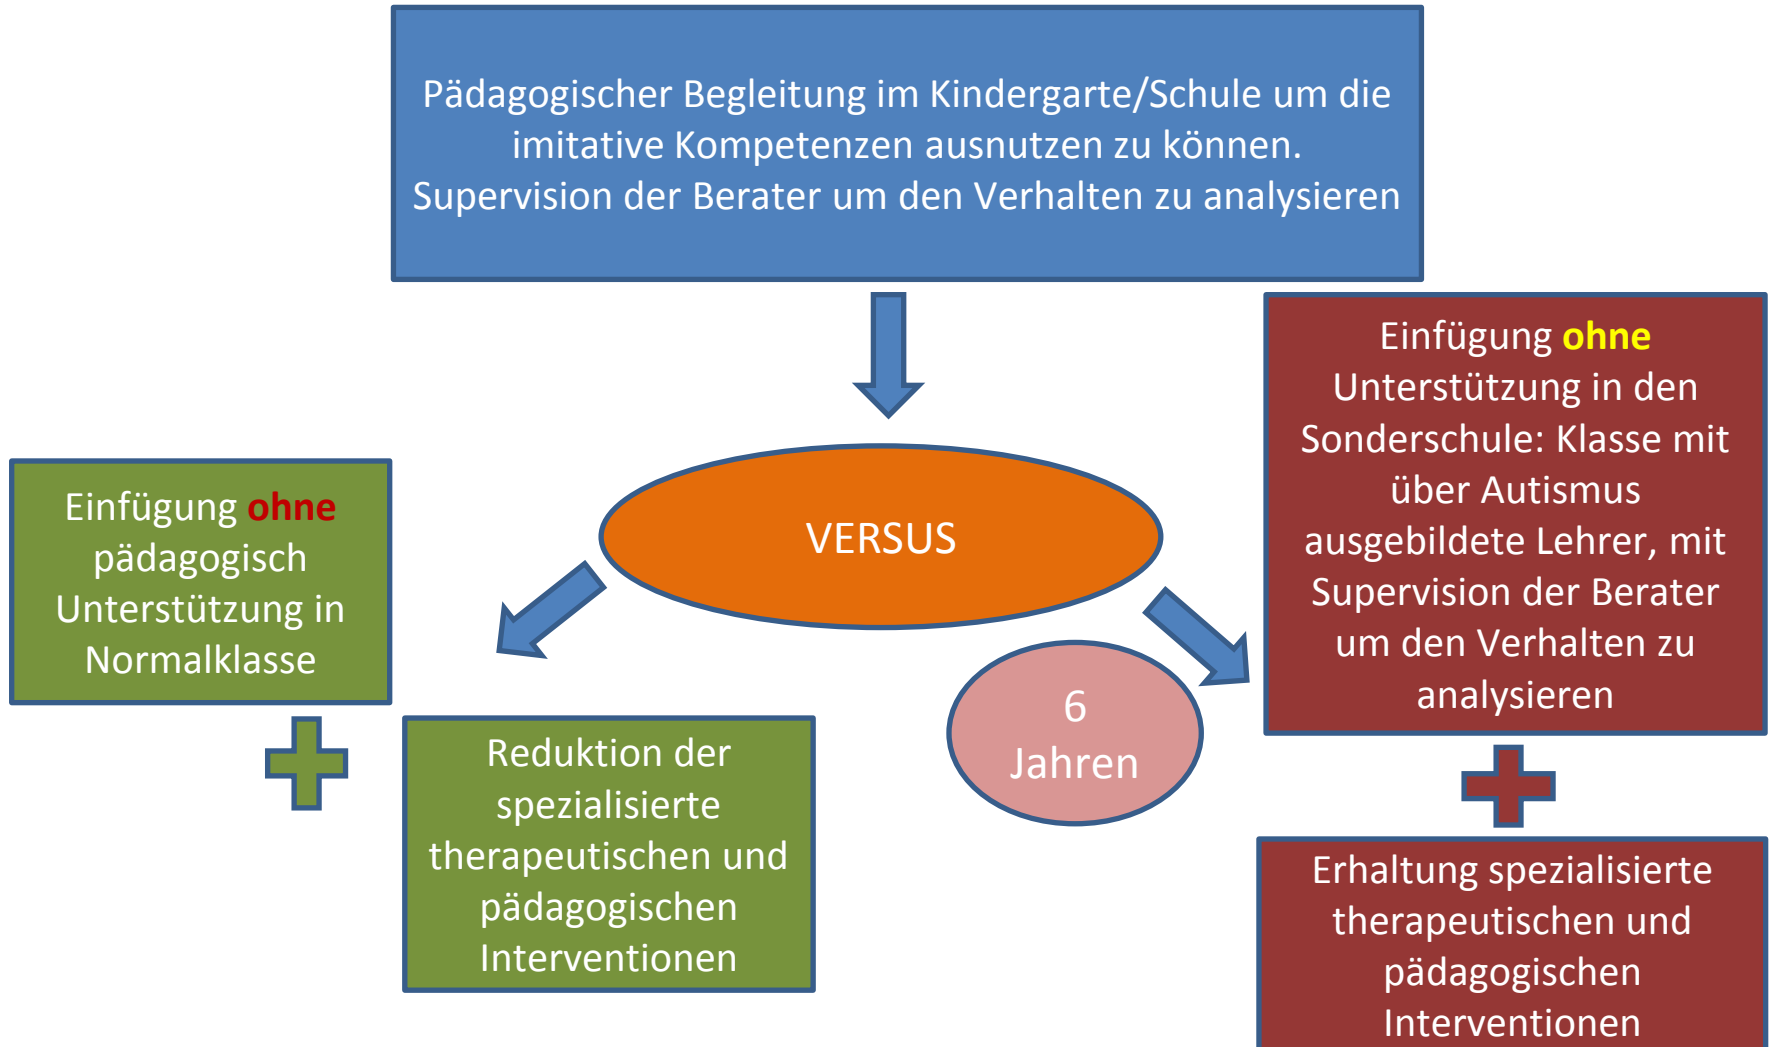 Pädagogischer Begleitung im Kindergarte/Schule um die
imitative Kompetenzen ausnutzen zu können.
Supervision der Berater um den Verhalten zu analysieren
VERSUS
Einfügung ohne
pädagogisch
Unterstützung in
Normalklasse
Reduktion der
spezialisierte
therapeutischen und
pädagogischen
Interventionen
6
Jahren
Einfügung ohne
Unterstützung in den
Sonderschule: Klasse mit
über Autismus
ausgebildete Lehrer, mit
Supervision der Berater
um den Verhalten zu
analysieren
Erhaltung spezialisierte
therapeutischen und
pädagogischen
Interventionen